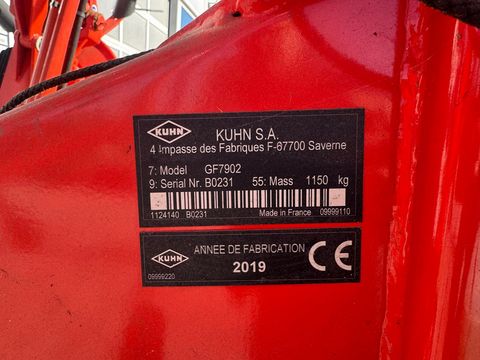 KUHN
KUHN
KUHN S.A.
4 Impasse des Fabriques F-67700 Saverne
7: Model GF7902
9: Serial Nr. B0231 55: Mass 1150 kg
1124140 B0231 Made in France 09999110
KUHN
09999220
ANNEE DE FABRICATION
2019
CE